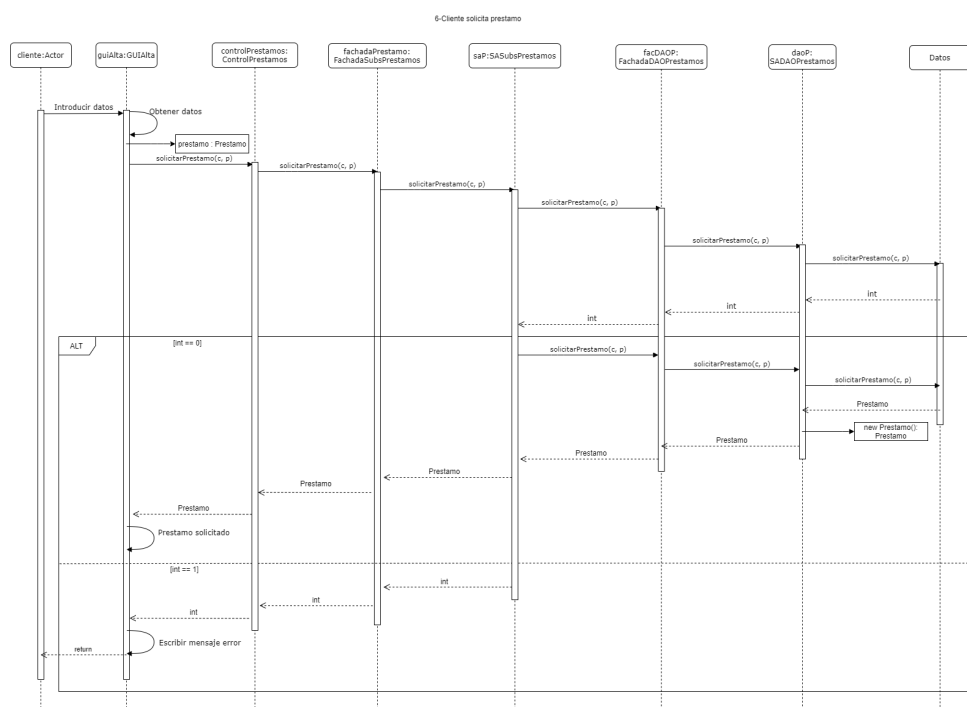 6-Cliente solicita prestamo
cliente:Actor
guiAlta:GUIAlta
controlPrestamos:
ControlPrestamos
fachadaPrestamo:
FachadaSubsPrestamos
saP:SASubsPrestamos
facDAOP:
FachadaDAOPrestamos
daoP:
SADAOPrestamos
Datos
Introducir datos
Obtener datos
prestamo : Prestamo
solicitarPrestamo(c, p)
solicitarPrestamo(c, p)
solicitarPrestamo(c, p)
solicitarPrestamo(c, p)
solicitarPrestamo(c, p)
solicitarPrestamo(c, p)
int
int
int
ALT
[int == 0]
solicitarPrestamo(c, p)
solicitarPrestamo(c, p)
solicitarPrestamo(c, p)
Prestamo
new Prestamo():
Prestamo
Prestamo
Prestamo
Prestamo
Prestamo
Prestamo
Prestamo solicitado
[int == 1]
int
int
int
Escribir mensaje error
return